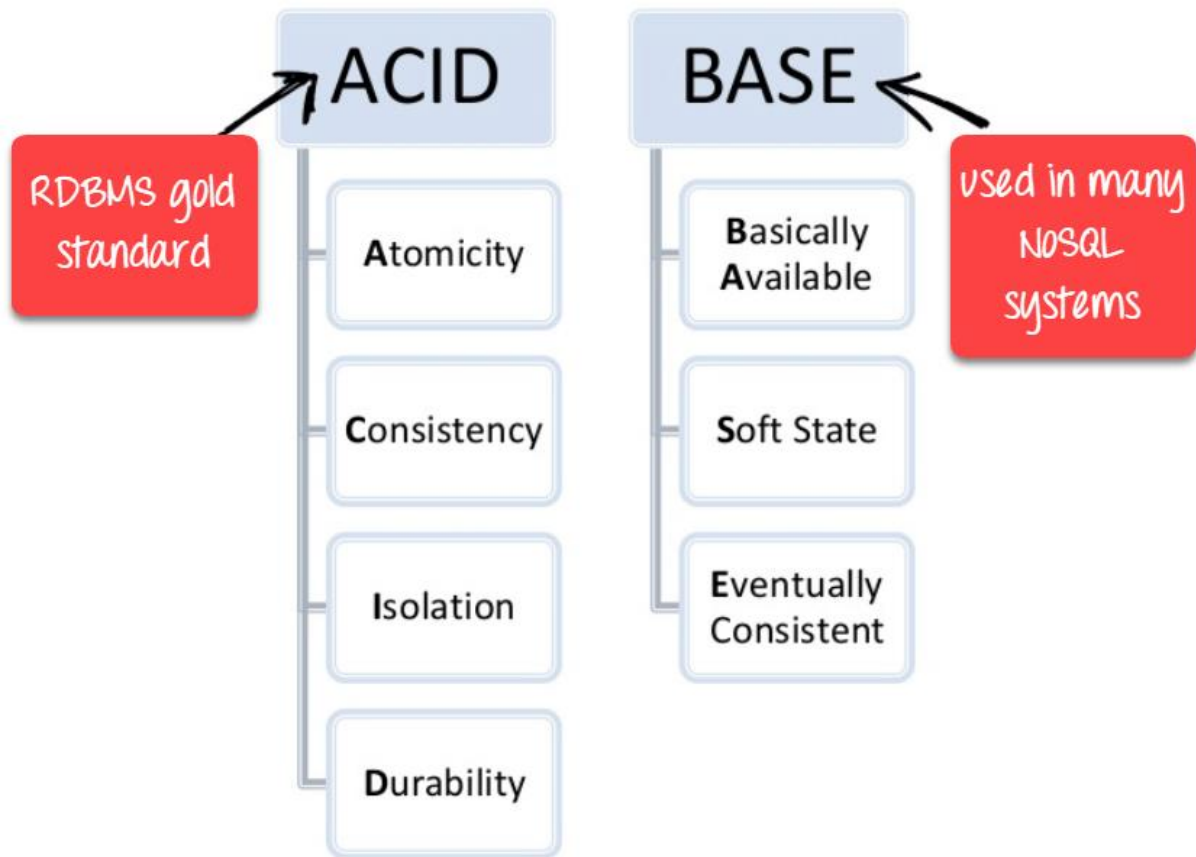 ACID
BASE
RDBMS gold
standard
used in many
NOSQL
systems
Atomicity
Consistency
Isolation
Durability
Basically
Available
Soft State
Eventually
Consistent